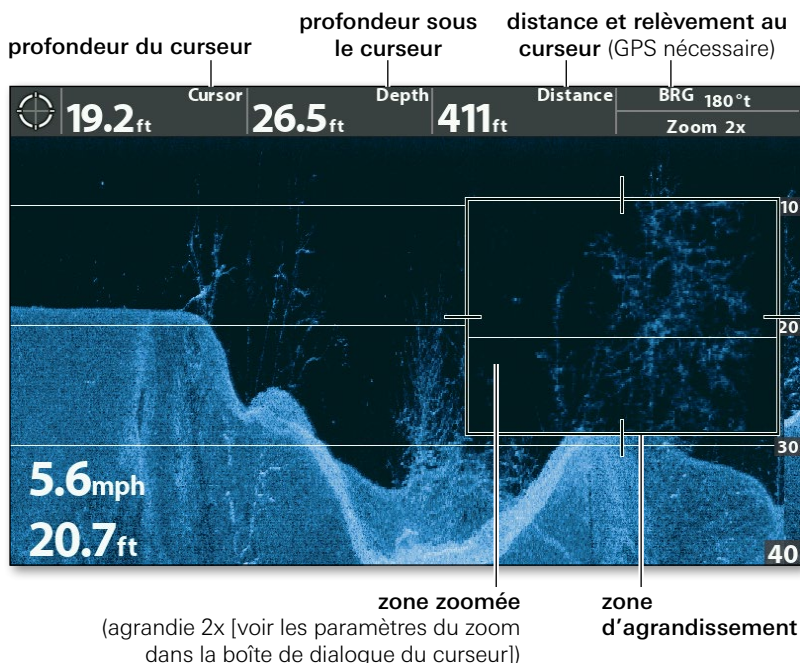 profondeur du curseur
profondeur sous
le curseur
distance et relèvement au
curseur (GPS nécessaire)
Cursor
19.2ft
Depth
26.5ft
Distance
411ft
BRG 180°t
Zoom 2x
10
20
30
40
5.6mph
20.7ft
zone zoomée
(agrandie 2x [voir les paramètres du zoom
dans la boîte de dialogue du curseur])
zone
d'agrandissement